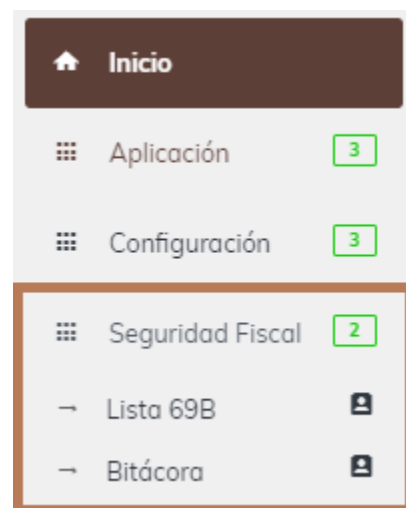 Inicio
Aplicación 3
Configuración 3
Seguridad Fiscal 2
Lista 69B
Bitácora